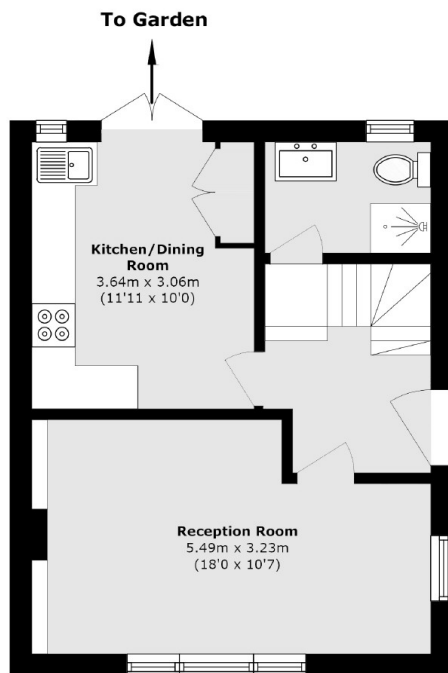 To Garden
Kitchen/Dining
Room
3.64m x 3.06m
(11'11 x 10'0)
Reception Room
5.49m x 3.23m
(18'0 x 10'7)